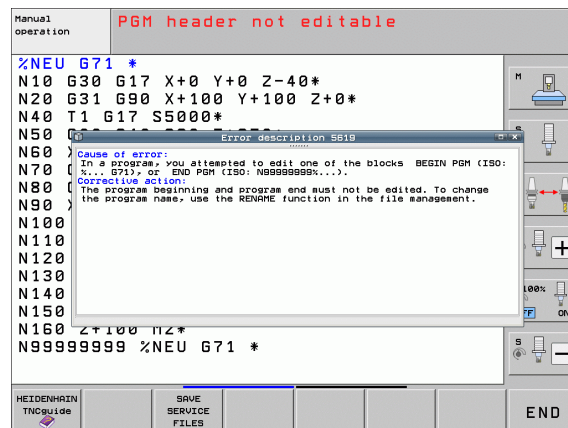 Manual
operation
PGM header not editable
%NEU G71 *
N10 G30 G17 X+0 Y+0 Z-40*
N20 G31 G90 X+100 Y+100 Z+0*
N40 T1 G17 S5000*
N50
Error description 5619
N60
Cause of error:
In a program, you attempted to edit one of the blocks BEGIN PGM (ISO:
%... G71), or END PGM (ISO: N99999999%...).
Corrective action:
The program beginning and program end must not be edited. To change
the program name, use the RENAME function in the file management.
N70
N80
N90
N100
N110
N120
N130
N140
N150
N160 Z+100 M2*
N99999999 %NEU G71 *
M
S
100%
ON
S
HEIDENHAIN
TNCguide
SAVE
SERVICE
FILES
END